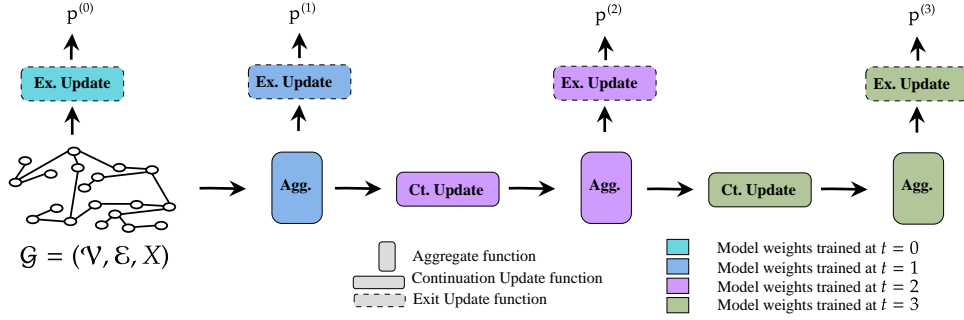 p(0) p(1) p(2) p(3)
Ex. Update Ex. Update Ex. Update Ex. Update
Agg. Ct. Update Agg. Ct. Update Agg.
𝒢 = (𝒱, ℰ, X)
Aggregate function
Continuation Update function
Exit Update function
Model weights trained at t = 0
Model weights trained at t = 1
Model weights trained at t = 2
Model weights trained at t = 3